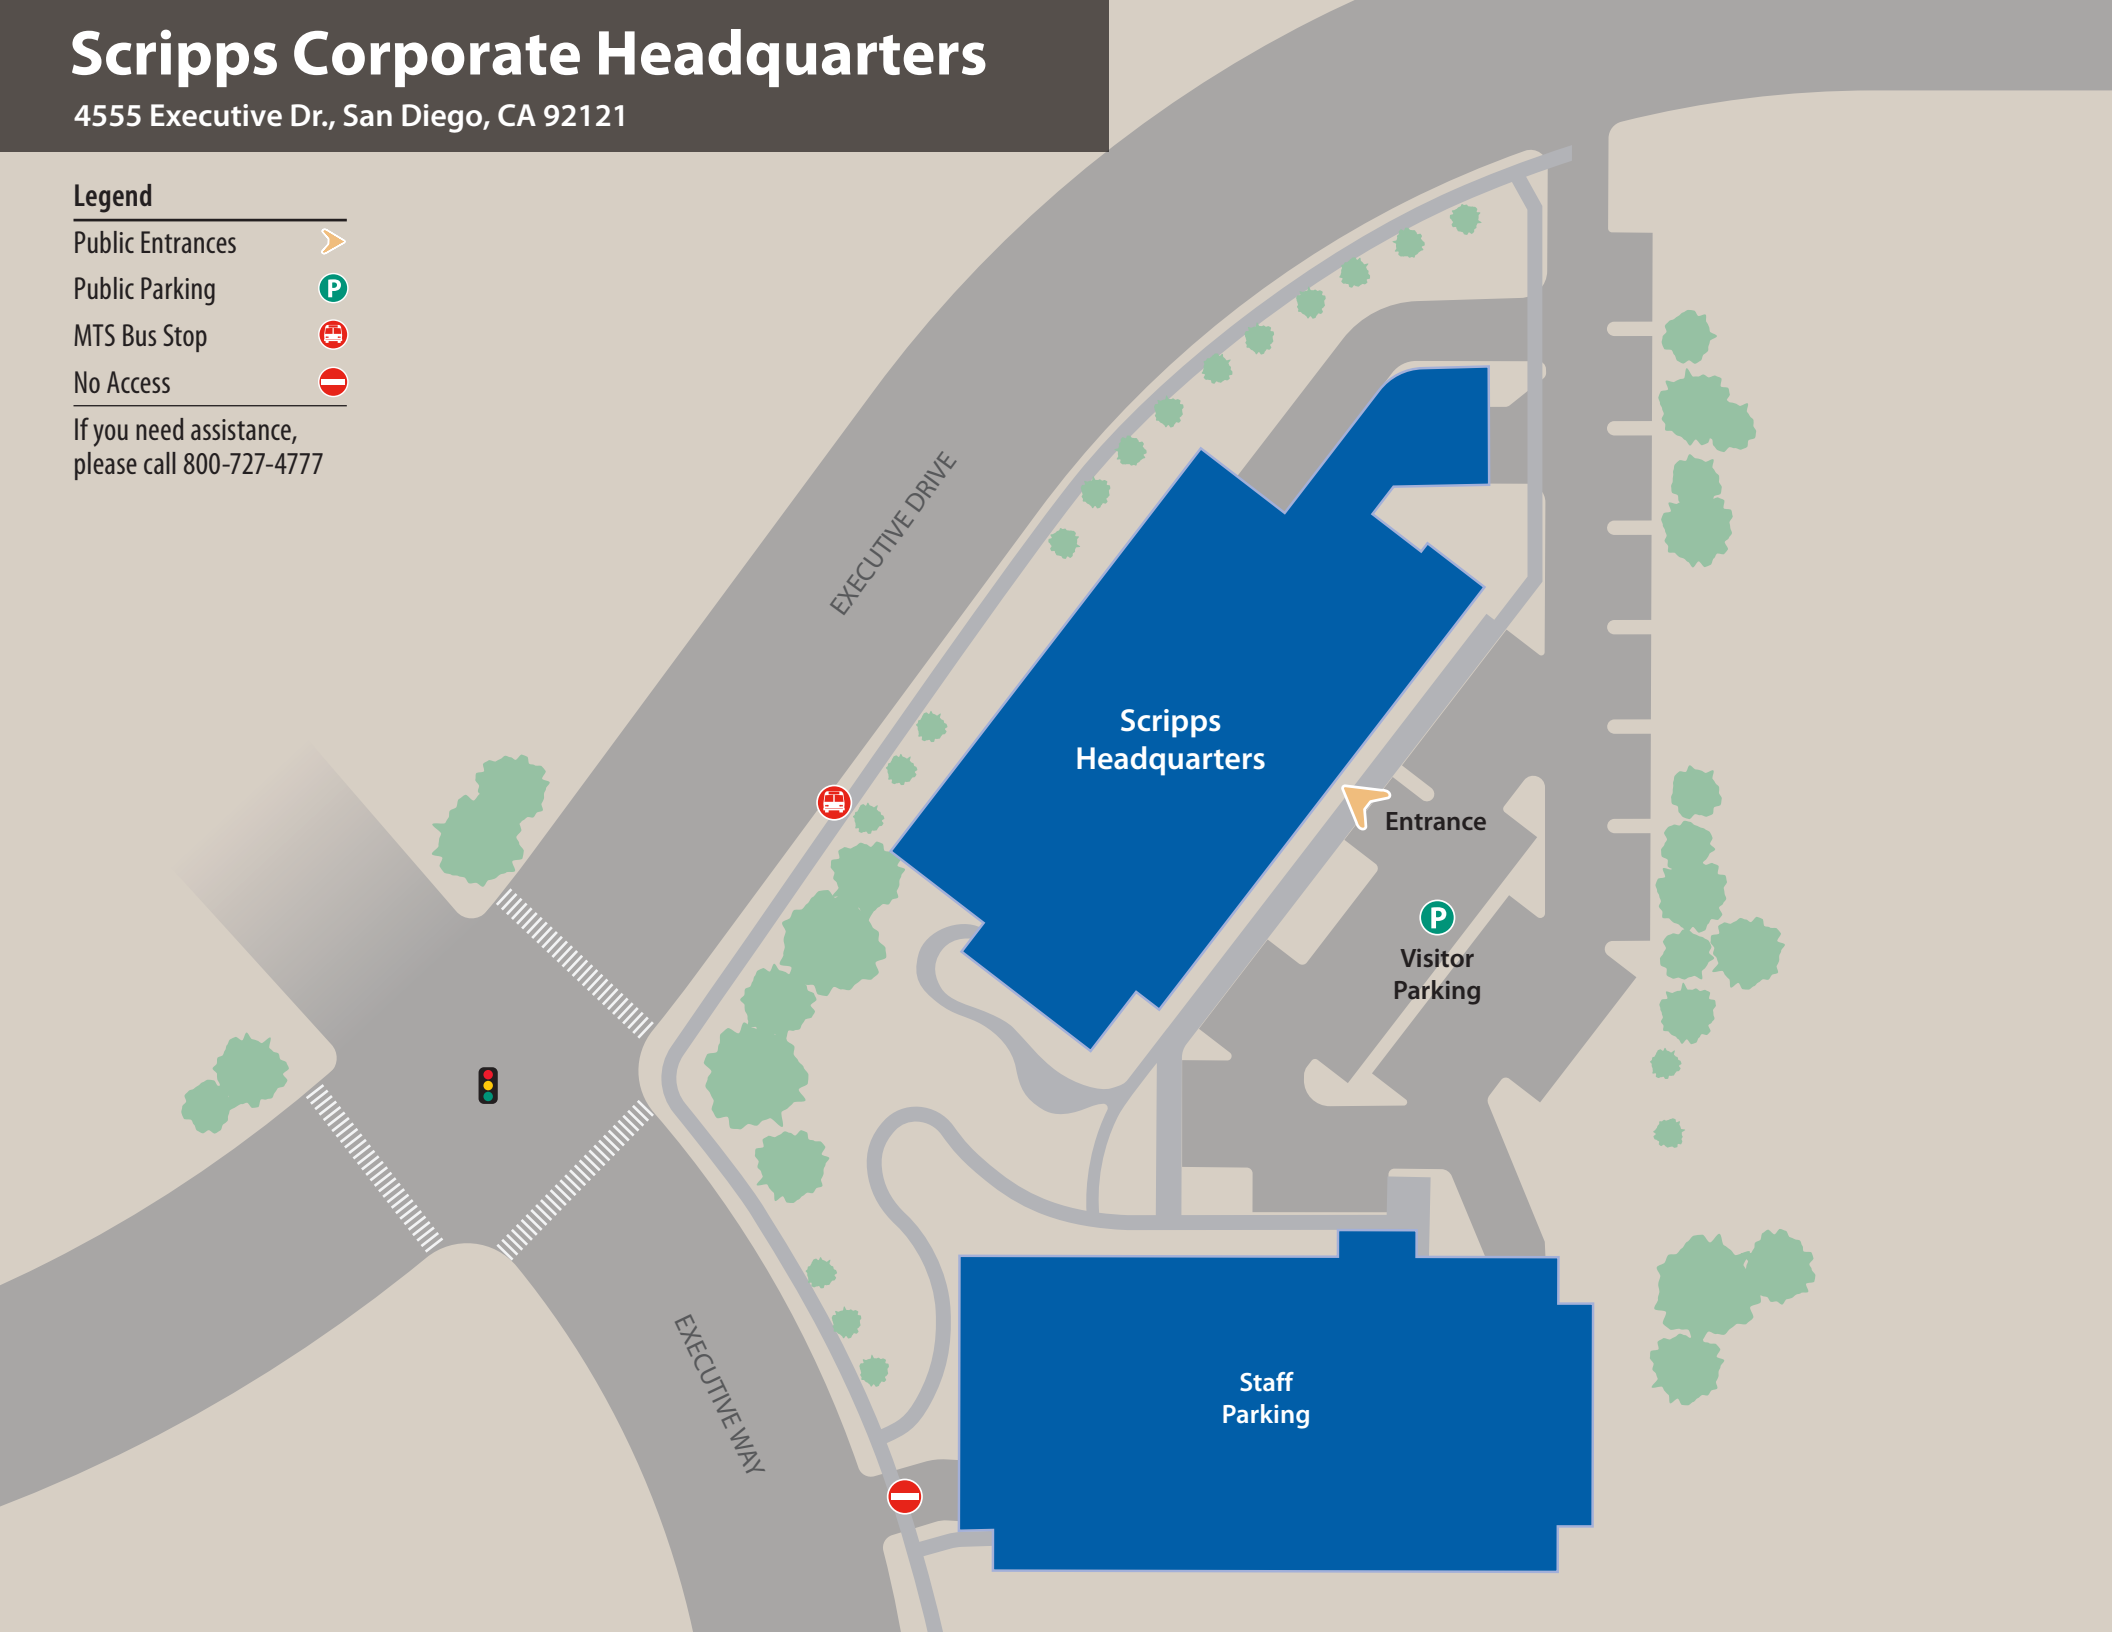 Scripps Corporate Headquarters
4555 Executive Dr., San Diego, CA 92121
Legend
Public Entrances
Public Parking
P
MTS Bus Stop
No Access
If you need assistance,
please call 800-727-4777
EXECUTIVE DRIVE
Scripps
Headquarters
Entrance
P
Visitor
Parking
EXECUTIVE WAY
Staff
Parking